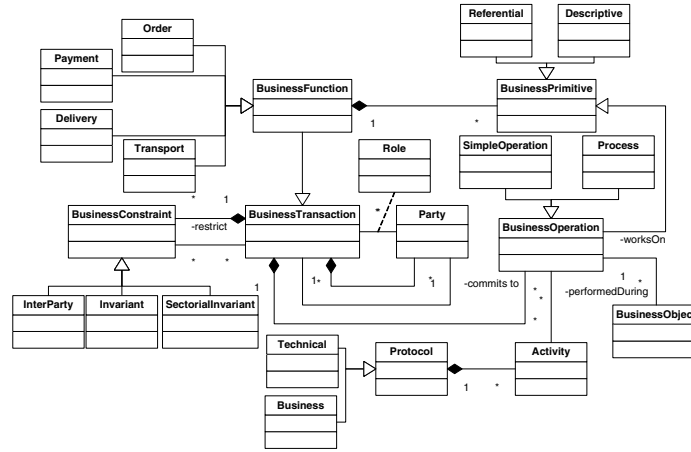 Order
Referential
Descriptive
Payment
BusinessFunction
BusinessPrimitive
1
*
Delivery
Transport
Role
SimpleOperation
Process
*
1
BusinessConstraint
-restrict
BusinessTransaction
*
Party
BusinessOperation
-worksOn
*
*
1
1
*
*
1
-commits to
*
*
*
-performedDuring
1
*
InterParty
Invariant
SectorialInvariant
BusinessObject
Technical
Protocol
Activity
1
*
Business